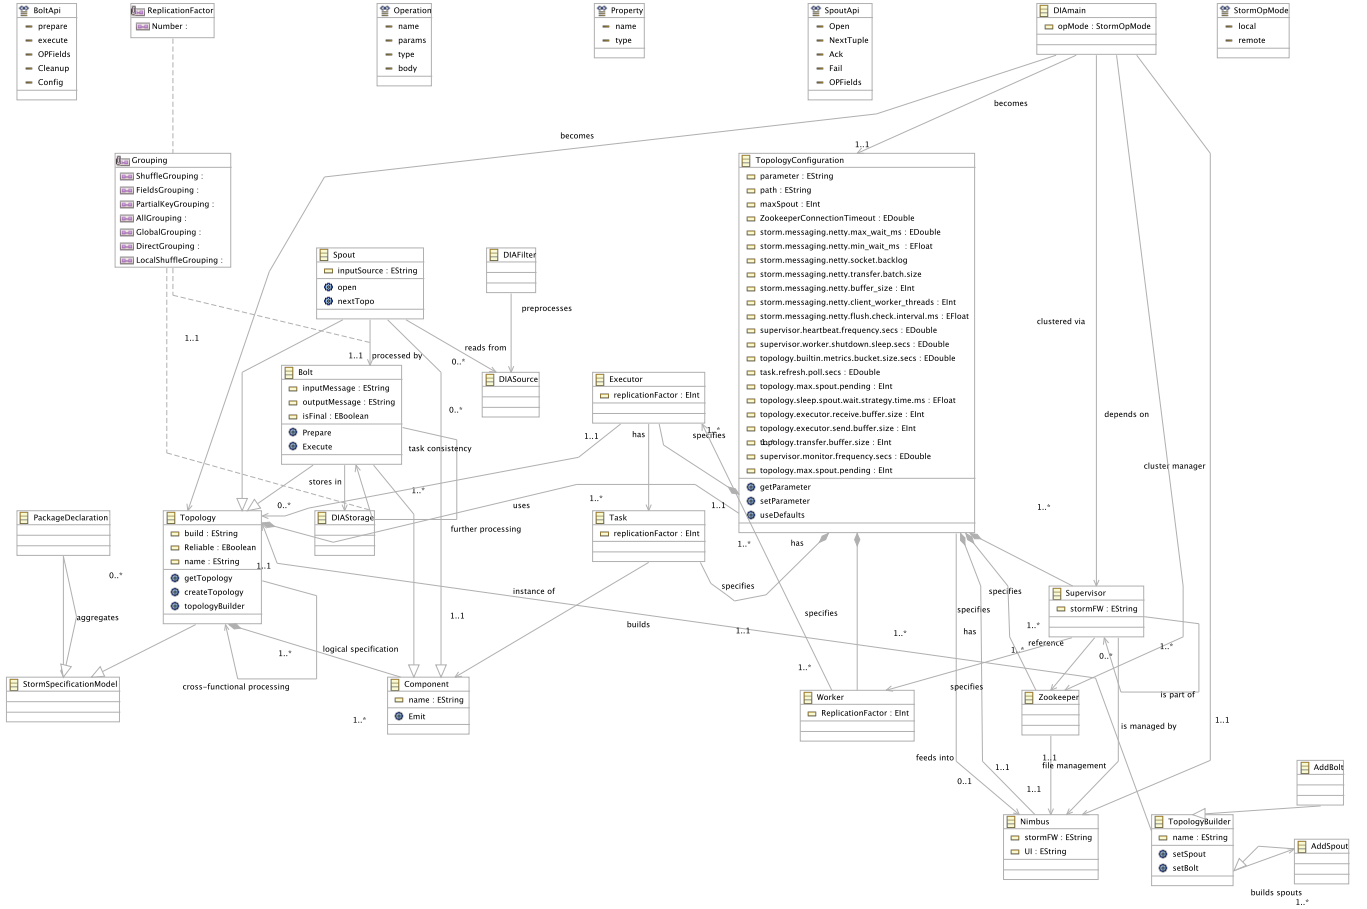 BoltApi
prepare
execute
OPFields
Cleanup
Config
ReplicationFactor
Number :
Operation
name
params
type
body
Property
name
type
SpoutApi
Open
NextTuple
Ack
Fail
OPFields
DIAmain
opMode : StormOpMode
StormOpMode
local
remote
becomes
becomes
1..1
Grouping
ShuffleGrouping :
FieldsGrouping :
PartialKeyGrouping :
AllGrouping :
GlobalGrouping :
DirectGrouping :
LocalShuffleGrouping :
TopologyConfiguration
parameter : EString
path : EString
maxSpout : EInt
ZookeeperConnectionTimeout : EDouble
storm.messaging.netty.max_wait_ms : EDouble
storm.messaging.netty.min_wait_ms : EFloat
storm.messaging.netty.socket.backlog
storm.messaging.netty.transfer.batch.size
storm.messaging.netty.buffer_size : EInt
storm.messaging.netty.client_worker_threads : EInt
storm.messaging.netty.flush.check.interval.ms : EFloat
supervisor.heartbeat.frequency.secs : EDouble
supervisor.worker.shutdown.sleep.secs : EDouble
topology.builtin.metrics.bucket.size.secs : EDouble
task.refresh.poll.secs : EDouble
topology.max.spout.pending : EInt
topology.sleep.spout.wait.strategy.time.ms : EFloat
topology.executor.receive.buffer.size : EInt
topology.executor.send.buffer.size : EInt
topology.transfer.buffer.size : EInt
supervisor.monitor.frequency.secs : EDouble
topology.max.spout.pending : EInt
getParameter
setParameter
useDefaults
Spout
inputSource : EString
open
nextTopo
DIAFilter
preprocesses
clustered via
1..1
1..1
processed by
reads from
0..*
Bolt
inputMessage : EString
outputMessage : EString
isFinal : EBoolean
Prepare
Execute
DIASource
Executor
replicationFactor : EInt
0..*
depends on
1..1
has
specifies
1..*
task consistency
cluster manager
stores in
1..*
0..*
uses
1..*
1..1
1..*
PackageDeclaration
Topology
build : EString
Reliable : EBoolean
name : EString
getTopology
createTopology
topologyBuilder
DIAStorage
further processing
Task
replicationFactor : EInt
has
1..*
1..1
0..*
instance of
specifies
specifies
specifies
Supervisor
stormFW : EString
aggregates
1..1
builds
specifies
1..1
1..*
has
1..*
reference
1..*
1..*
0..*
logical specification
1..*
1..*
StormSpecificationModel
cross-functional processing
Component
name : EString
Emit
1..*
Worker
ReplicationFactor : EInt
specifies
Zookeeper
is part of
1..1
is managed by
feeds into
1..1
file management
1..1
0..1
1..1
AddBolt
Nimbus
stormFW : EString
UI : EString
TopologyBuilder
name : EString
setSpout
setBolt
AddSpout
builds spouts
1..*